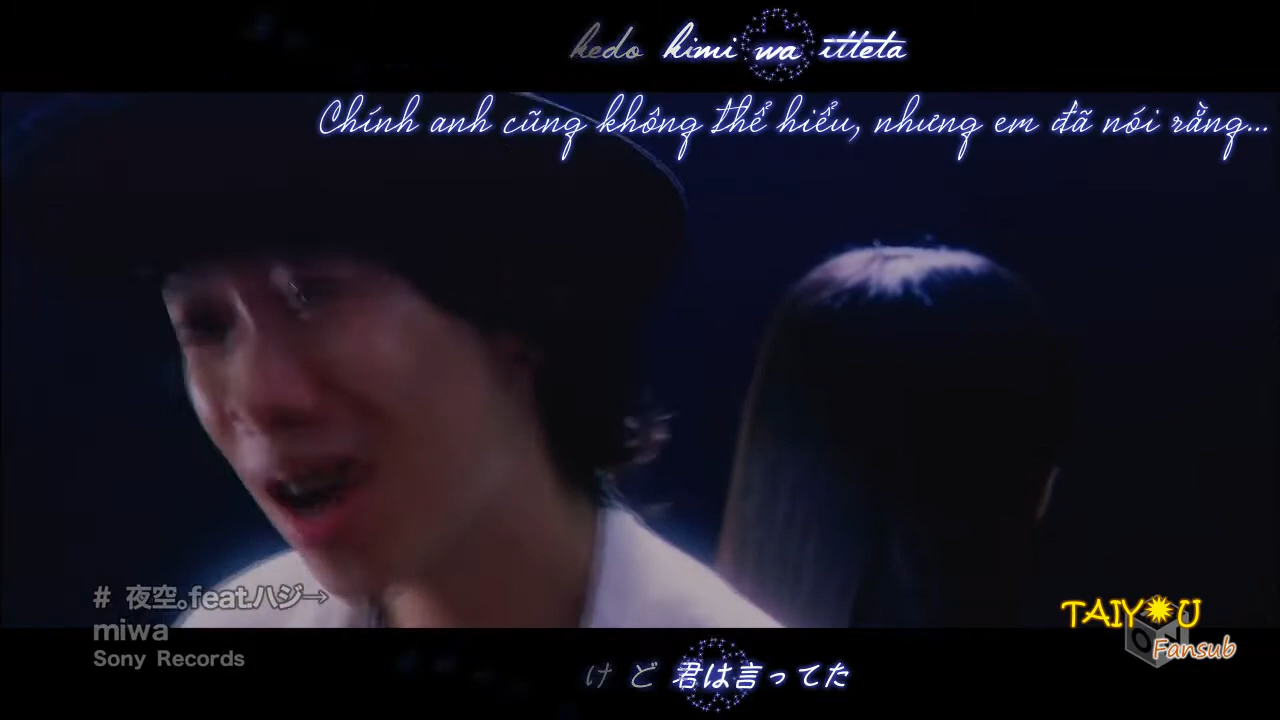 kedo kimi wa itteta
Chính anh cũng không thể hiểu, nhưng em đã nói rằng...
# 夜空。feat.ハジ→
miwa
Sony Records
TAIYOU
Fansub
けど 君は言ってた